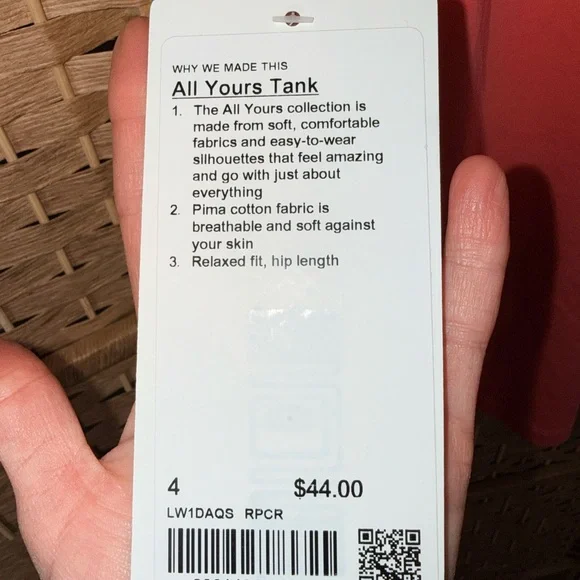 WHY WE MADE THIS
All Yours Tank
1. The All Yours collection is
made from soft, comfortable
fabrics and easy-to-wear
silhouettes that feel amazing
and go with just about
everything
2. Pima cotton fabric is
breathable and soft against
your skin
3. Relaxed fit, hip length
4 $44.00
LW1DAQS RPCR